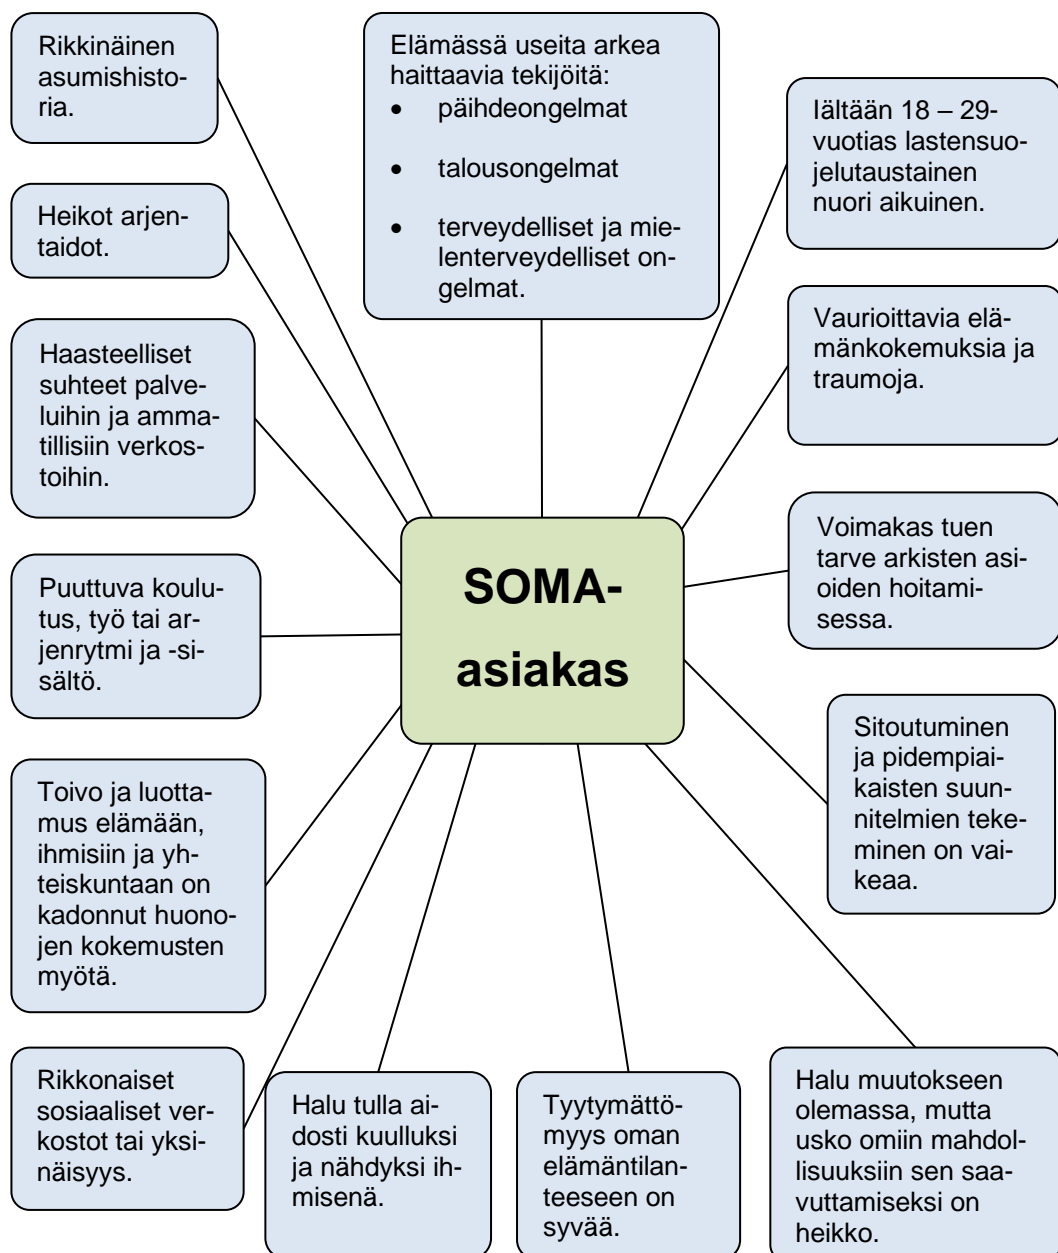 Rikkinäinen
asumishisto-
ria.
Elämässä useita arkea
haittaavia tekijöitä:
• päihdeongelmat
• talousongelmat
• terveydelliset ja mie-
lenterveydelliset on-
gelmat.
Iältään 18 – 29-
vuotias lastensuo-
jelutaustainen
nuori aikuinen.
Heikot arjen-
taidot.
Vaurioittavia elä-
mänkokemuksia ja
traumoja.
Haasteelliset
suhteet palve-
luihin ja amma-
tillisiin verkos-
toihin.
Voimakas tuen
tarve arkisten asi-
oiden hoitami-
sessa.
SOMA-
asiakas
Puuttuva koulu-
tus, työ tai ar-
jenrytmi ja -si-
sältö.
Sitoutuminen
ja pidempiai-
kaisten suun-
nitelmien teke-
minen on vai-
keaa.
Toivo ja luotta-
mus elämään,
ihmisiin ja yh-
teiskuntaan on
kadonnut huono-
jen kokemusten
myötä.
Rikkonaiset
sosiaaliset ver-
kostot tai yksi-
näisyys.
Halu tulla ai-
dosti kuulluksi
ja nähdyksi ih-
misenä.
Tyytymättö-
myys oman
elämäntilan-
teeseen on
syvää.
Halu muutokseen
olemassa, mutta
usko omiin mahdol-
lisuuksiin sen saa-
vuttamiseksi on
heikko.